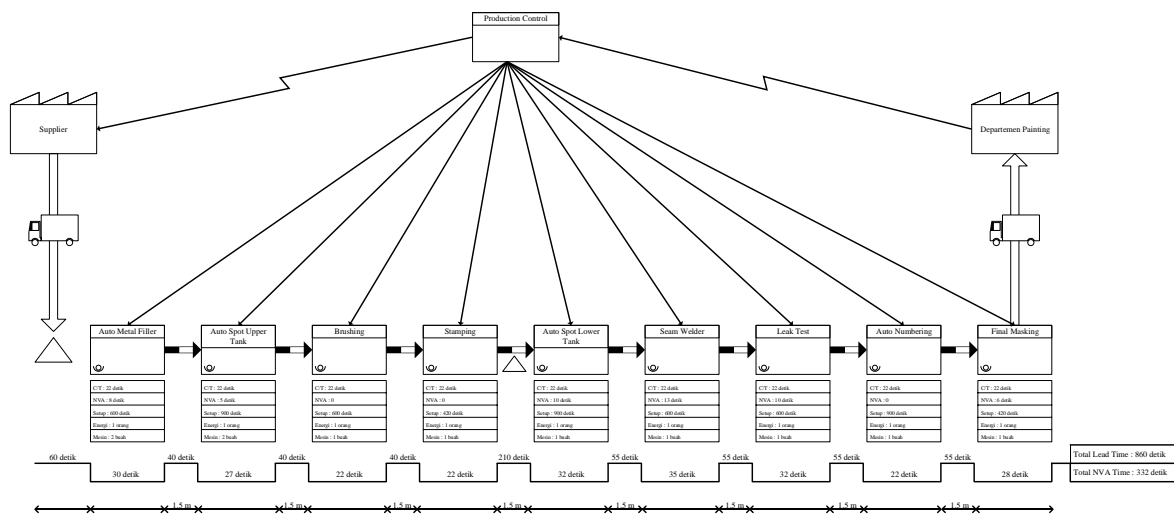 Production Control
Supplier
Departemen Painting
Auto Metal Filler
Auto Spot Upper
Tank
Brushing
Stamping
Auto Spot Lower
Tank
Seam Welder
Leak Test
Auto Numbering
Final Masking
C/T : 22 detik
NVA : 8 detik
Setup : 600 detik
Energi : 1 orang
Mesin : 2 buah
C/T : 22 detik
NVA : 5 detik
Setup : 900 detik
Energi : 1 orang
Mesin : 2 buah
C/T : 22 detik
NVA : 0
Setup : 600 detik
Energi : 1 orang
Mesin : 1 buah
C/T : 22 detik
NVA : 0
Setup : 420 detik
Energi : 1 orang
Mesin : 1 buah
C/T : 22 detik
NVA : 10 detik
Setup : 900 detik
Energi : 1 orang
Mesin : 1 buah
C/T : 22 detik
NVA : 13 detik
Setup : 600 detik
Energi : 1 orang
Mesin : 1 buah
C/T : 22 detik
NVA : 10 detik
Setup : 600 detik
Energi : 1 orang
Mesin : 1 buah
C/T : 22 detik
NVA : 0
Setup : 900 detik
Energi : 1 orang
Mesin : 1 buah
C/T : 22 detik
NVA : 6 detik
Setup : 420 detik
Energi : 1 orang
Mesin : 1 buah
60 detik
40 detik
40 detik
40 detik
210 detik
55 detik
55 detik
55 detik
55 detik
30 detik
27 detik
22 detik
22 detik
32 detik
35 detik
32 detik
22 detik
28 detik
Total Lead Time : 860 detik
Total NVA Time : 332 detik
1.5 m
1.5 m
1.5 m
1.5 m
1.5 m
1.5 m
1.5 m
1.5 m